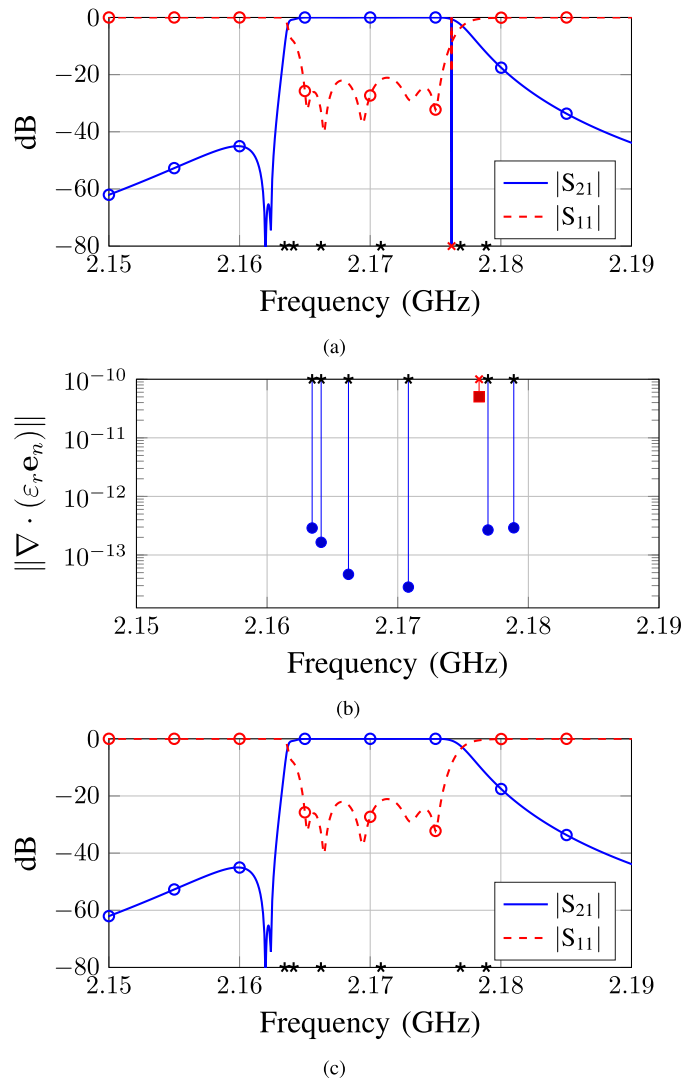 0
−20
−40
−60
−80
dB
|S21|
|S11|
2.15 2.16 2.17 2.18 2.19
Frequency (GHz)
(a)
10−10
10−11
10−12
10−13
‖∇ · (εr en)‖
2.15 2.16 2.17 2.18 2.19
Frequency (GHz)
(b)
0
−20
−40
−60
−80
dB
|S21|
|S11|
2.15 2.16 2.17 2.18 2.19
Frequency (GHz)
(c)